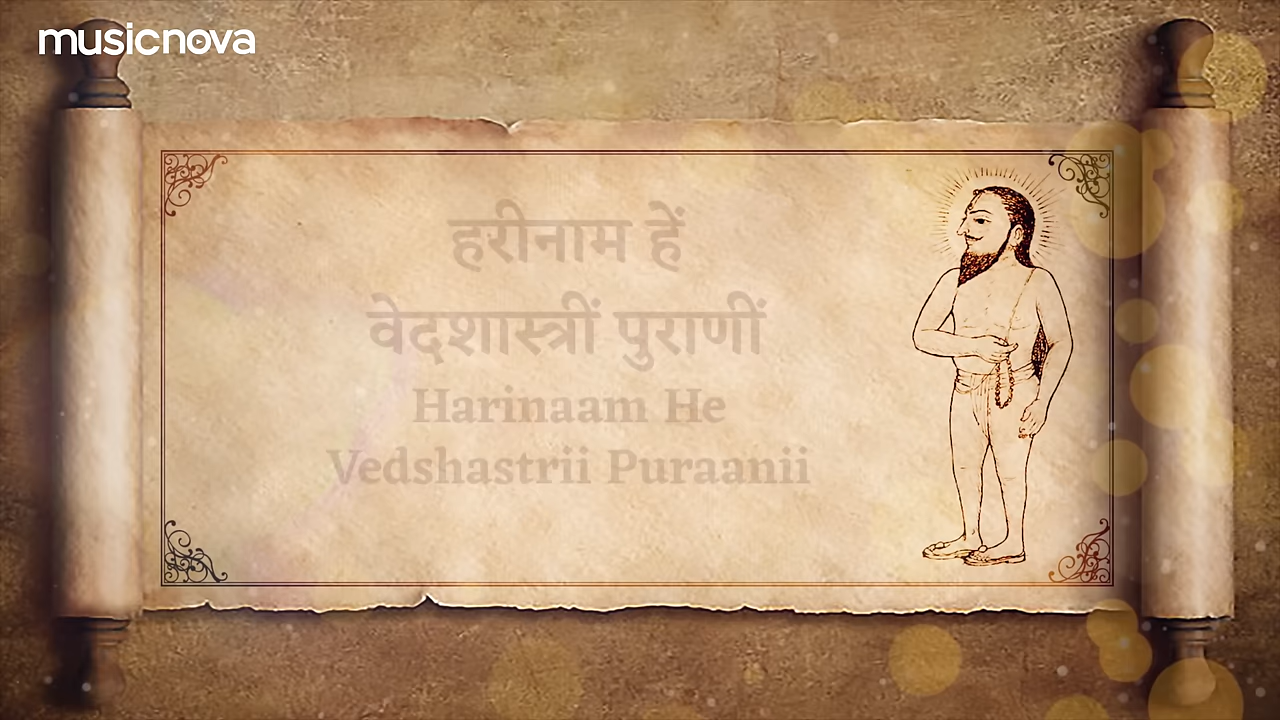 musicnova
हरीनाम हें
वेदशास्त्रीं पुराणीं
Harinaam He
Vedshastrii Puraanii